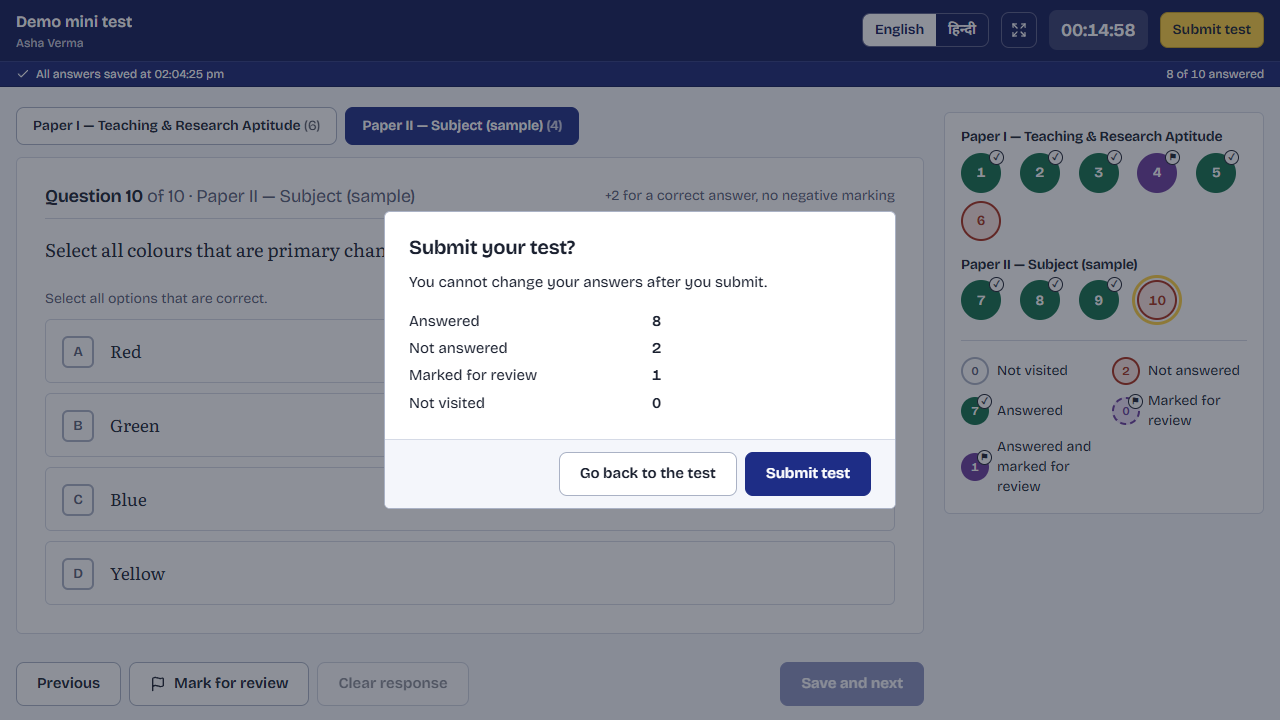 Demo mini test
Asha Verma
English
हिन्दी
00:14:58
Submit test
All answers saved at 02:04:25 pm
8 of 10 answered
Paper I — Teaching & Research Aptitude (6)
Paper II — Subject (sample) (4)
Question 10 of 10 · Paper II — Subject (sample)
+2 for a correct answer, no negative marking
Select all colours that are primary
Select all options that are correct.
A Red
B Green
C Blue
D Yellow
Previous
Mark for review
Clear response
Save and next
Submit your test?
You cannot change your answers after you submit.
Answered 8
Not answered 2
Marked for review 1
Not visited 0
Go back to the test
Submit test
Paper I — Teaching & Research Aptitude
1 2 3 4 5
6
Paper II — Subject (sample)
7 8 9 10
0 Not visited
2 Not answered
7 Answered
0 Marked for
review
1 Answered and
marked for
review